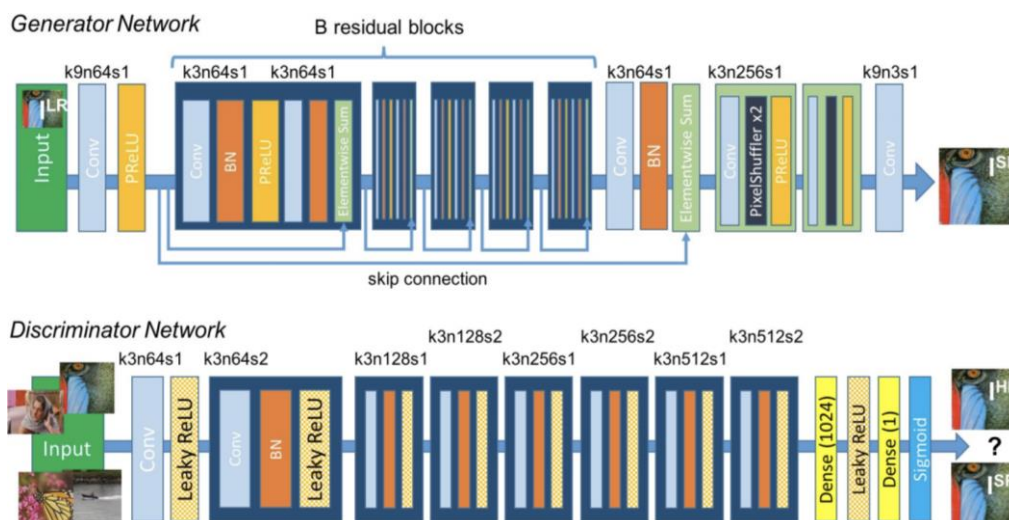 Generator Network
B residual blocks
k9n64s1
k3n64s1
k3n64s1
k3n64s1
k3n256s1
k9n3s1
I LR
Input
Conv
PReLU
Conv
BN
PReLU
Elementwise Sum
Conv
BN
Elementwise Sum
Conv
PixelShuffler x2
PReLU
Conv
skip connection
Discriminator Network
k3n64s1
k3n64s2
k3n128s1
k3n128s2
k3n256s1
k3n256s2
k3n512s1
k3n512s2
Input
Conv
Leaky ReLU
Conv
BN
Leaky ReLU
Dense (1024)
Leaky ReLU
Dense (1)
Sigmoid
?